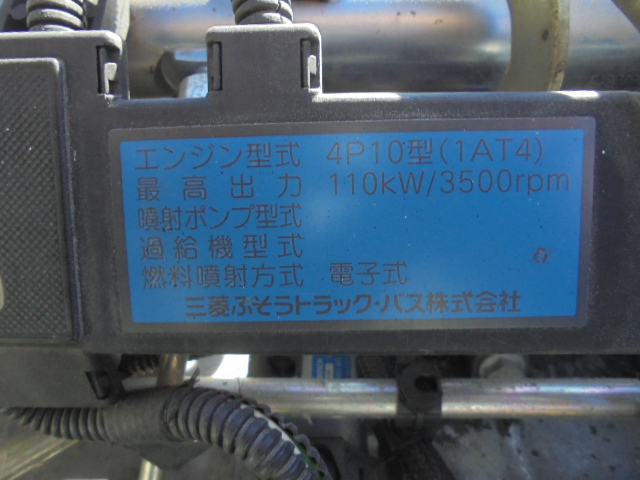 エンジン型式 4P10型(1AT4)
最高出力 110kW/3500rpm
噴射ポンプ型式
過給機型式
燃料噴射方式 電子式
三菱ふそうトラック・バス株式会社